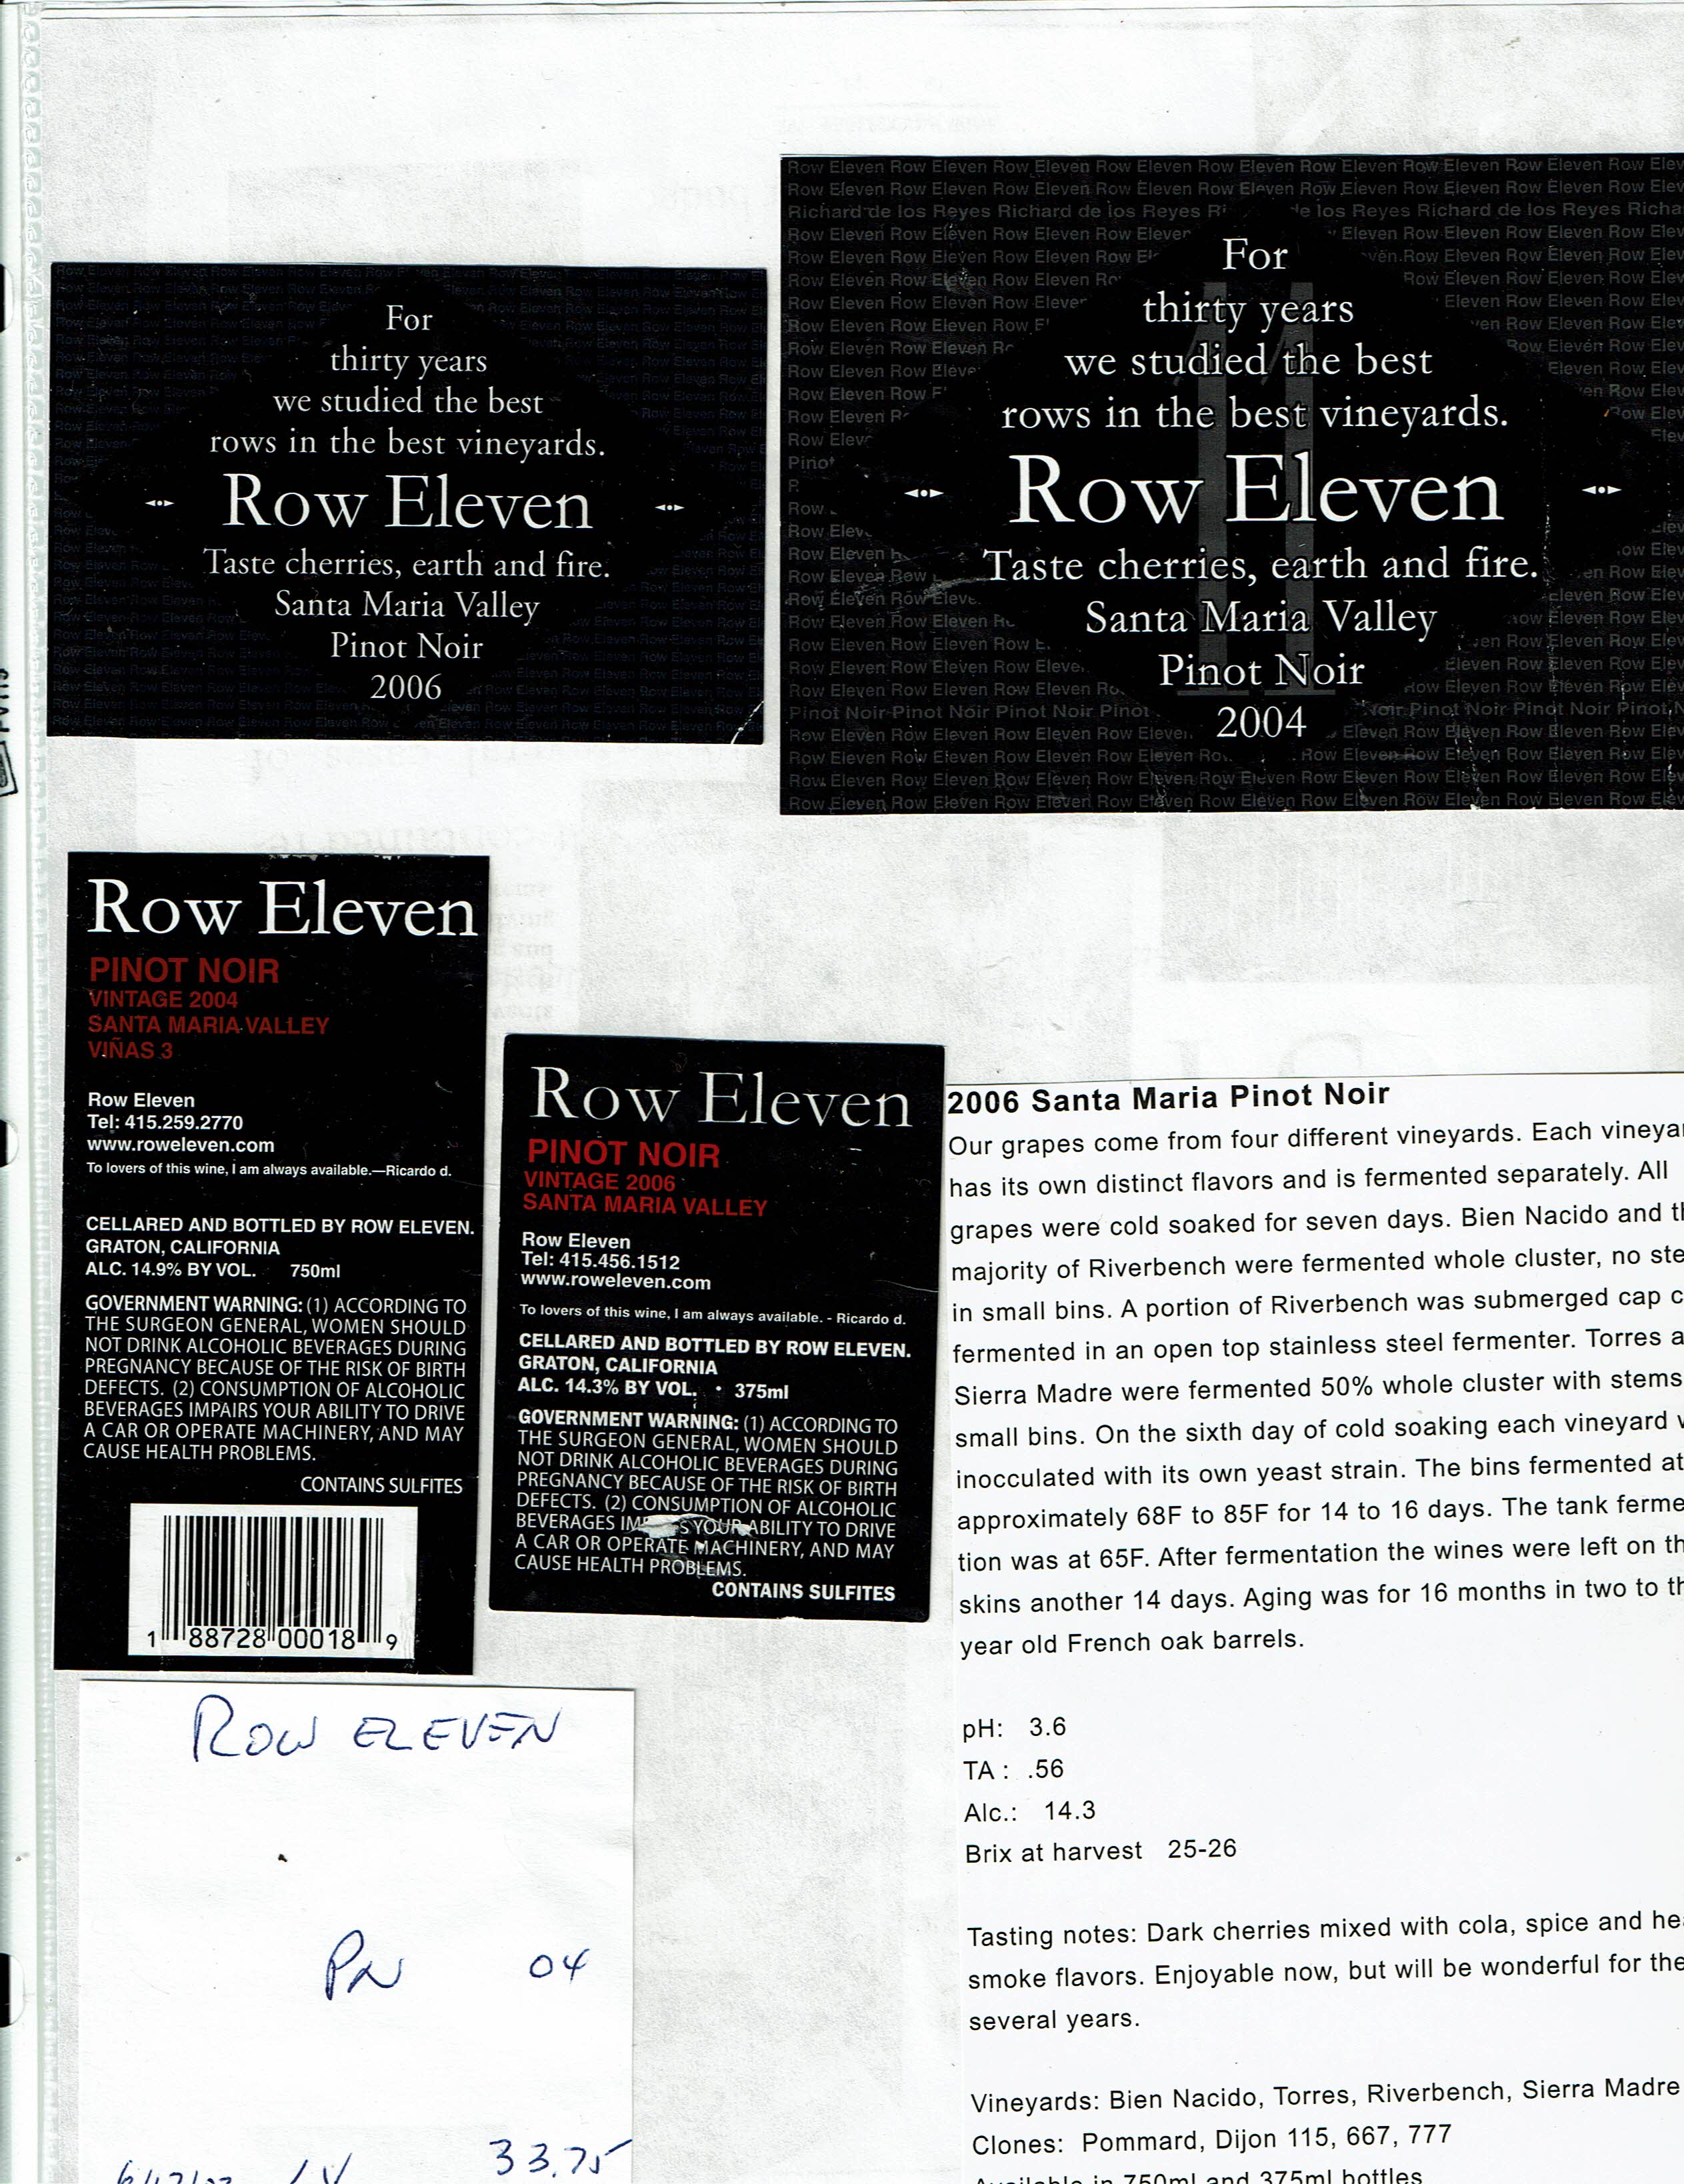 For
thirty years
we studied the best
rows in the best vineyards.
Row Eleven
Taste cherries, earth and fire.
Santa Maria Valley
Pinot Noir
2006
For
thirty years
we studied the best
rows in the best vineyards.
Row Eleven
Taste cherries, earth and fire.
Santa Maria Valley
Pinot Noir
2004
Row Eleven
PINOT NOIR
VINTAGE 2004
SANTA MARIA VALLEY
VIÑAS 3
Row Eleven
Tel: 415.259.2770
www.roweleven.com
To lovers of this wine, I am always available.—Ricardo d.
CELLARED AND BOTTLED BY ROW ELEVEN.
GRATON, CALIFORNIA
ALC. 14.9% BY VOL. 750ml
GOVERNMENT WARNING: (1) ACCORDING TO
THE SURGEON GENERAL, WOMEN SHOULD
NOT DRINK ALCOHOLIC BEVERAGES DURING
PREGNANCY BECAUSE OF THE RISK OF BIRTH
DEFECTS. (2) CONSUMPTION OF ALCOHOLIC
BEVERAGES IMPAIRS YOUR ABILITY TO DRIVE
A CAR OR OPERATE MACHINERY, AND MAY
CAUSE HEALTH PROBLEMS.
CONTAINS SULFITES
1 88728 00018 9
Row Eleven
PINOT NOIR
VINTAGE 2006
SANTA MARIA VALLEY
Row Eleven
Tel: 415.456.1512
www.roweleven.com
To lovers of this wine, I am always available. - Ricardo d.
CELLARED AND BOTTLED BY ROW ELEVEN.
GRATON, CALIFORNIA
ALC. 14.3% BY VOL. • 375ml
GOVERNMENT WARNING: (1) ACCORDING TO
THE SURGEON GENERAL, WOMEN SHOULD
NOT DRINK ALCOHOLIC BEVERAGES DURING
PREGNANCY BECAUSE OF THE RISK OF BIRTH
DEFECTS. (2) CONSUMPTION OF ALCOHOLIC
BEVERAGES YOUR ABILITY TO DRIVE
A CAR OR OPERATE MACHINERY, AND MAY
CAUSE HEALTH PROBLEMS.
CONTAINS SULFITES
2006 Santa Maria Pinot Noir
Our grapes come from four different vineyards. Each
has its own distinct flavors and is fermented separately. All
grapes were cold soaked for seven days. Bien Nacido and
majority of Riverbench were fermented whole cluster, no
in small bins. A portion of Riverbench was submerged cap
fermented in an open top stainless steel fermenter. Torres
Sierra Madre were fermented 50% whole cluster with stems
small bins. On the sixth day of cold soaking each vineyard
inocculated with its own yeast strain. The bins fermented at
approximately 68F to 85F for 14 to 16 days. The tank
tion was at 65F. After fermentation the wines were left on
skins another 14 days. Aging was for 16 months in two to
year old French oak barrels.
pH: 3.6
TA : .56
Alc.: 14.3
Brix at harvest 25-26
Tasting notes: Dark cherries mixed with cola, spice and
smoke flavors. Enjoyable now, but will be wonderful for
several years.
Vineyards: Bien Nacido, Torres, Riverbench, Sierra Madre
Clones: Pommard, Dijon 115, 667, 777
Available in 750ml and 375ml bottles
ROW ELEVEN
PN 04
33.75